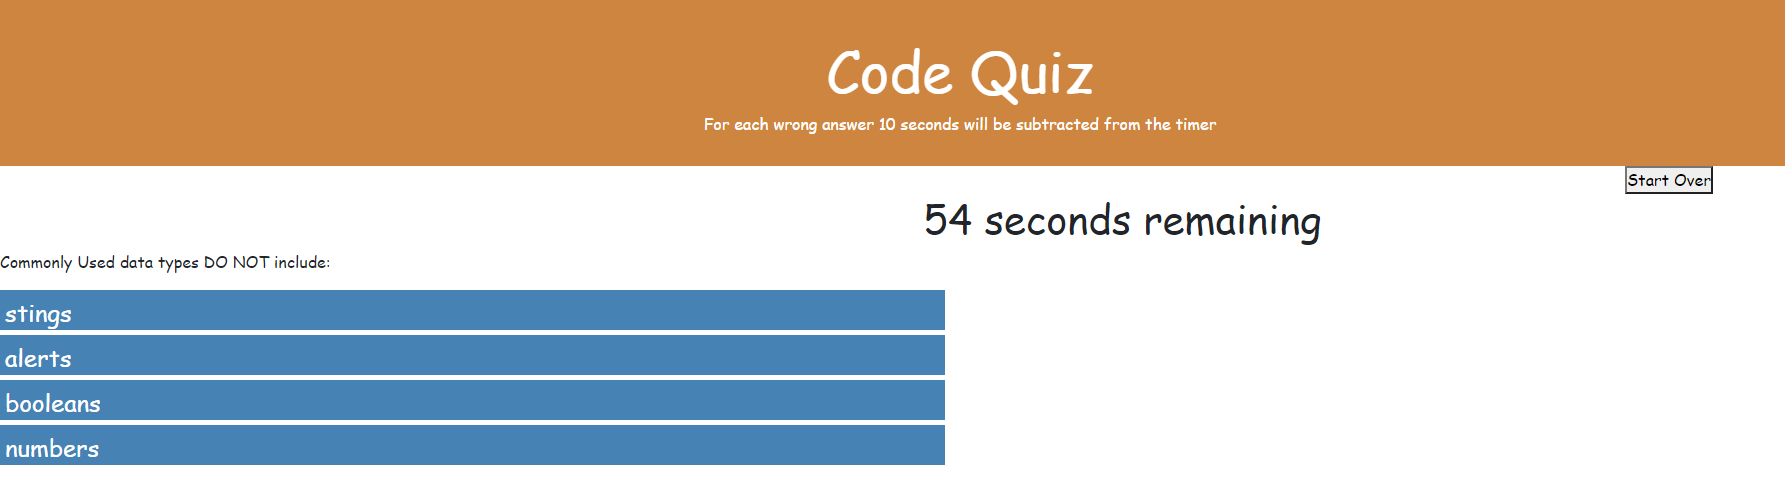 Code Quiz
For each wrong answer 10 seconds will be subtracted from the timer
Start Over
54 seconds remaining
Commonly Used data types DO NOT include:
stings
alerts
booleans
numbers